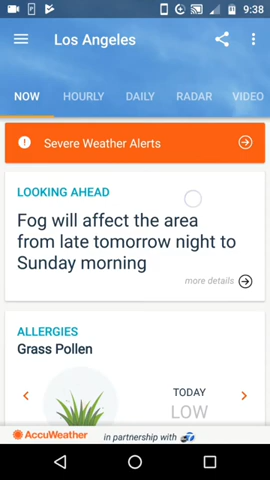 9:38
Los Angeles
NOW HOURLY DAILY RADAR VIDEO
Severe Weather Alerts
LOOKING AHEAD
Fog will affect the area
from late tomorrow night to
Sunday morning
more details
ALLERGIES
Grass Pollen
TODAY
LOW
AccuWeather in partnership with 7